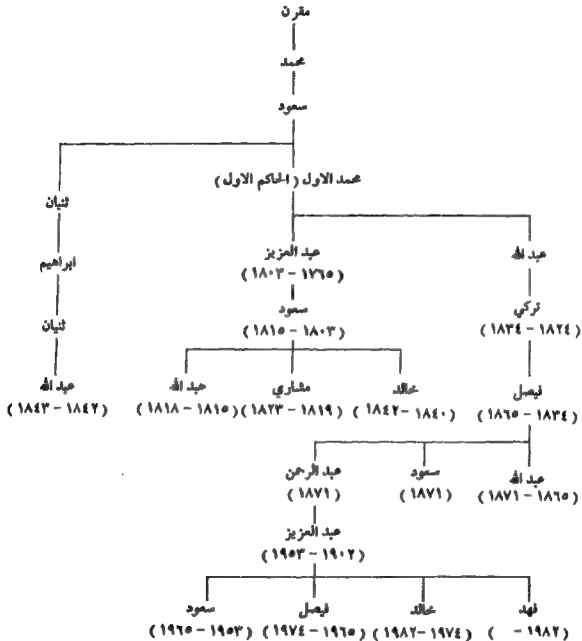 مقرن
محمد
سعود
محمد الاول (الحاكم الاول)
ثنيان
عبد العزيز
(١٧٦٥ – ١٨٠٣)
عبد الله
ابراهيم
سعود
(١٨٠٣ – ١٨١٥)
تركي
(١٨٢٤ – ١٨٣٤)
ثنيان
فيصل
(١٨٣٤ – ١٨٦٥)
خالد
(١٨٤٠ – ١٨٤٢)
مشاري
(١٨١٩ – ١٨٢٣)
عبد الله
(١٨١٥ – ١٨١٨)
عبد الله
(١٨٤٢ – ١٨٤٣)
عبد الله
(١٨٦٥ – ١٨٧١)
سعود
(١٨٧١)
عبد الرحمن
(١٨٧١)
عبد العزيز
(١٩٠٢ – ١٩٥٣)
فهد
(١٩٨٢ – )
خالد
(١٩٧٤ – ١٩٨٢)
فيصل
(١٩٦٥ – ١٩٧٤)
سعود
(١٩٥٣ – ١٩٦٥)